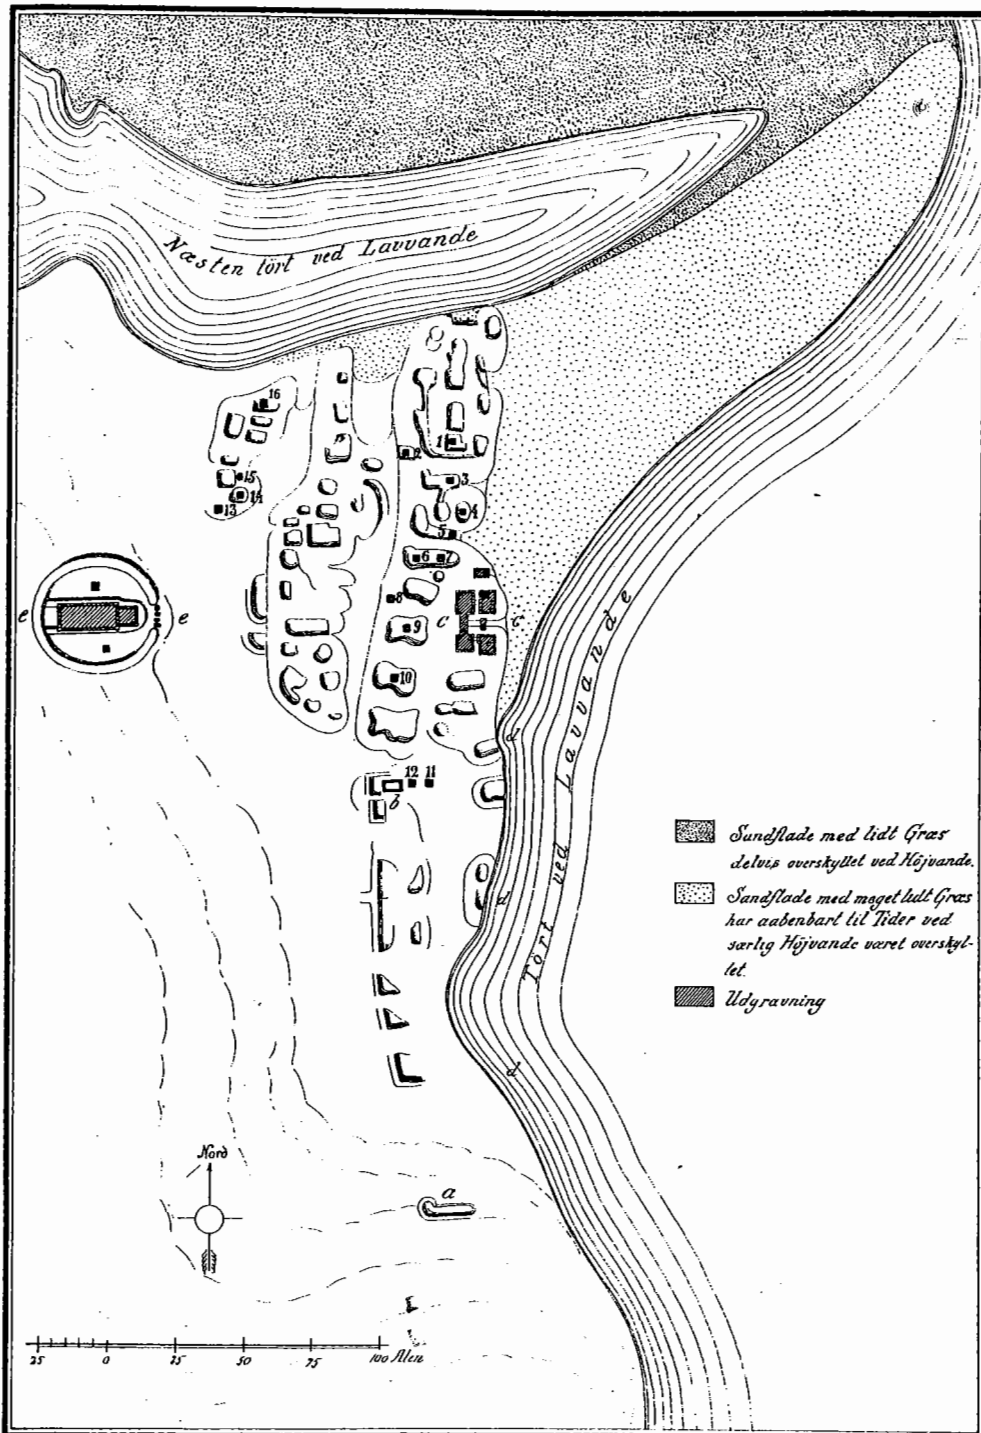 Næsten tört ved Lavvande
16
1
2
3
15
14
4
13
5
6 7
8
e e
c c
9
10
d
12 11
b
Tört ved Lavvande
d
d
Sandflade med lidt Græs
delvis overskyllet ved Höjvande.
Sandflade med meget lidt Græs
har aabenbart til Tider ved
særlig Höjvande været overskyl-
let.
Udgravning
Nord
a
25 0 25 50 75 100 Alen